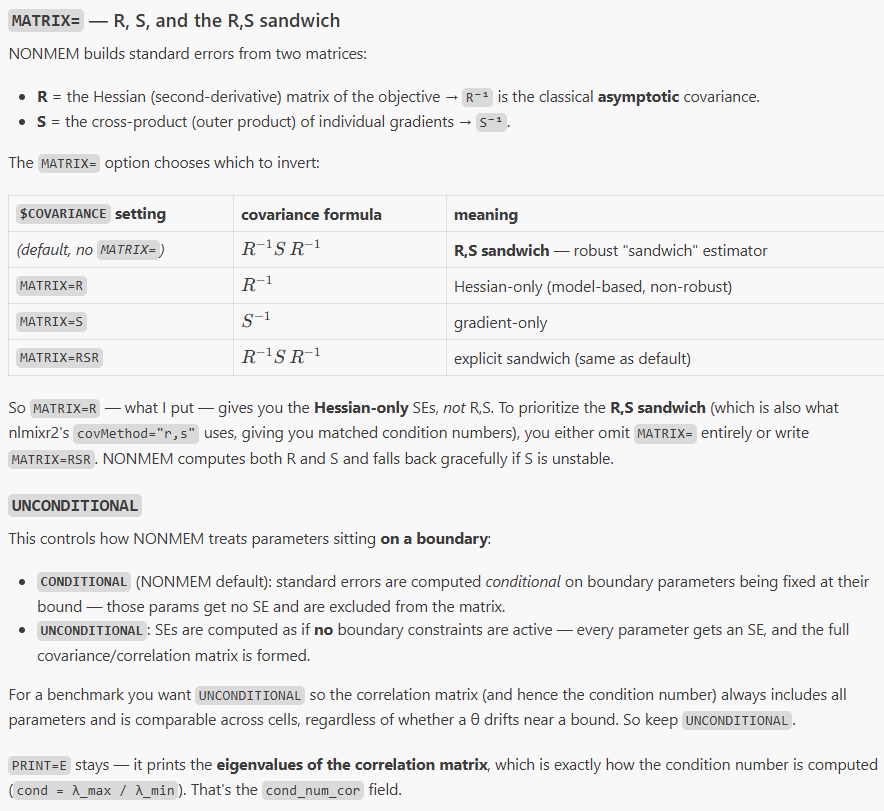 MATRIX= — R, S, and the R,S sandwich
NONMEM builds standard errors from two matrices:
• R = the Hessian (second-derivative) matrix of the objective → R⁻¹ is the classical asymptotic covariance.
• S = the cross-product (outer product) of individual gradients → S⁻¹.
The MATRIX= option chooses which to invert:
$COVARIANCE setting covariance formula meaning
(default, no MATRIX=) R⁻¹S R⁻¹ R,S sandwich — robust "sandwich" estimator
MATRIX=R R⁻¹ Hessian-only (model-based, non-robust)
MATRIX=S S⁻¹ gradient-only
MATRIX=RSR R⁻¹S R⁻¹ explicit sandwich (same as default)
So MATRIX=R — what I put — gives you the Hessian-only SEs, not R,S. To prioritize the R,S sandwich (which is also what
nlmixr2's covMethod="r,s" uses, giving you matched condition numbers), you either omit MATRIX= entirely or write
MATRIX=RSR. NONMEM computes both R and S and falls back gracefully if S is unstable.
UNCONDITIONAL
This controls how NONMEM treats parameters sitting on a boundary:
• CONDITIONAL (NONMEM default): standard errors are computed conditional on boundary parameters being fixed at their
bound — those params get no SE and are excluded from the matrix.
• UNCONDITIONAL: SEs are computed as if no boundary constraints are active — every parameter gets an SE, and the full
covariance/correlation matrix is formed.
For a benchmark you want UNCONDITIONAL so the correlation matrix (and hence the condition number) always includes all
parameters and is comparable across cells, regardless of whether a θ drifts near a bound. So keep UNCONDITIONAL.
PRINT=E stays — it prints the eigenvalues of the correlation matrix, which is exactly how the condition number is computed
(cond = λ_max / λ_min). That's the cond_num_cor field.